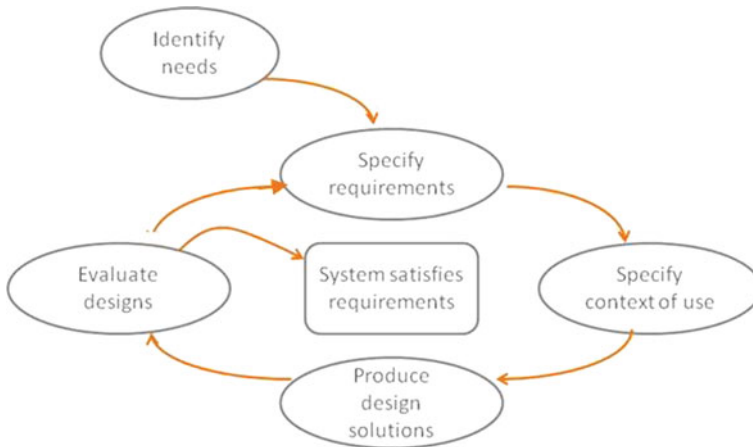 Identify
needs
Specify
requirements
Evaluate
designs
System satisfies
requirements
Specify
context of use
Produce
design
solutions